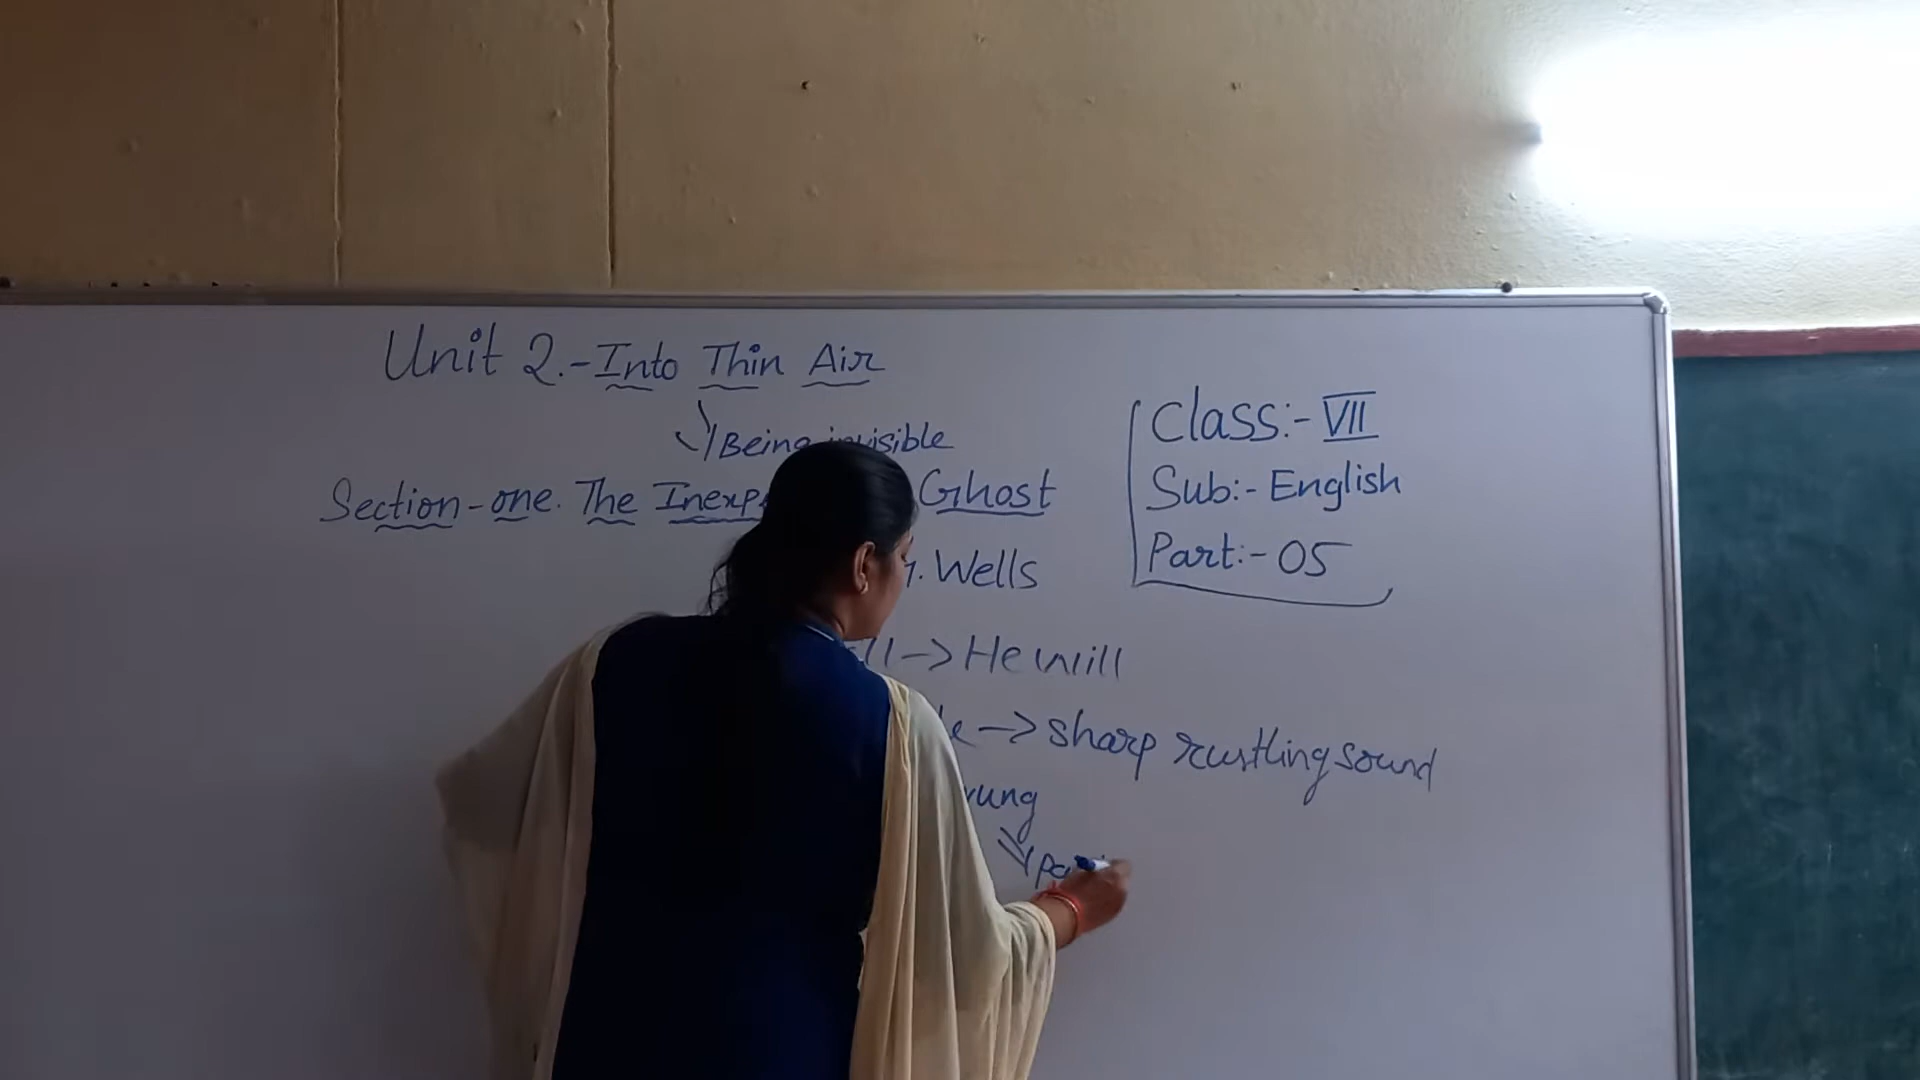 Unit 2.- Into Thin Air
Being invisible
Section-one. The Ghost
Wells
Class:- VII
Sub:- English
Part:- 05
→ He will
→ sharp rustling sound